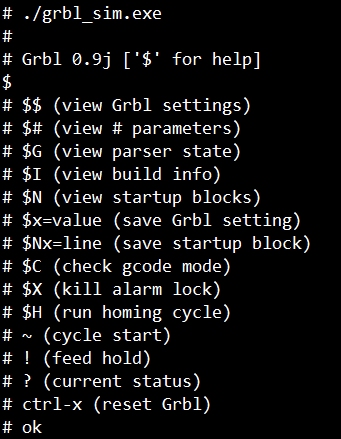 # ./grbl_sim.exe
#
# Grbl 0.9j ['$' for help]
$
# $$ (view Grbl settings)
# $# (view # parameters)
# $G (view parser state)
# $I (view build info)
# $N (view startup blocks)
# $x=value (save Grbl setting)
# $Nx=line (save startup block)
# $C (check gcode mode)
# $X (kill alarm lock)
# $H (run homing cycle)
# ~ (cycle start)
# ! (feed hold)
# ? (current status)
# ctrl-x (reset Grbl)
# ok